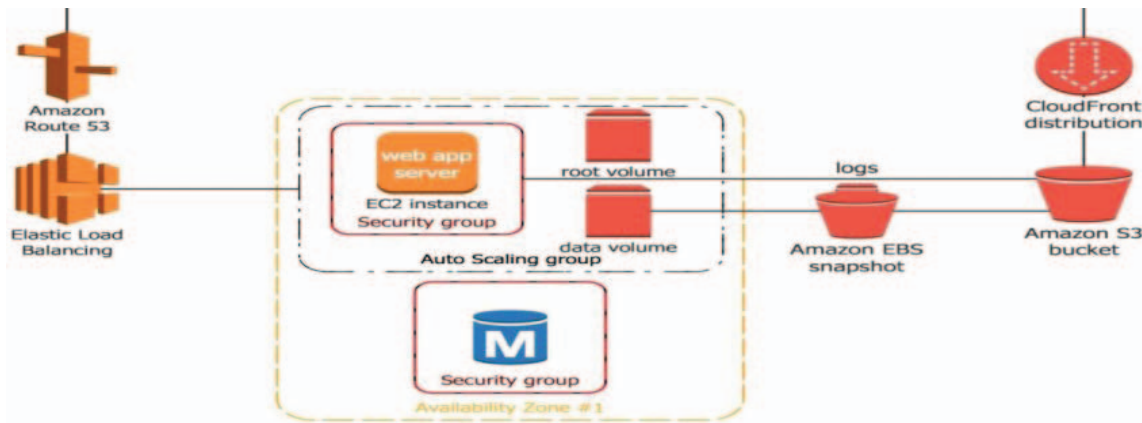 Amazon
Route 53
Elastic Load
Balancing
web app
server
EC2 instance
Security group
root volume
data volume
Auto Scaling group
M
Security group
Availability Zone #1
logs
Amazon EBS
snapshot
CloudFront
distribution
Amazon S3
bucket